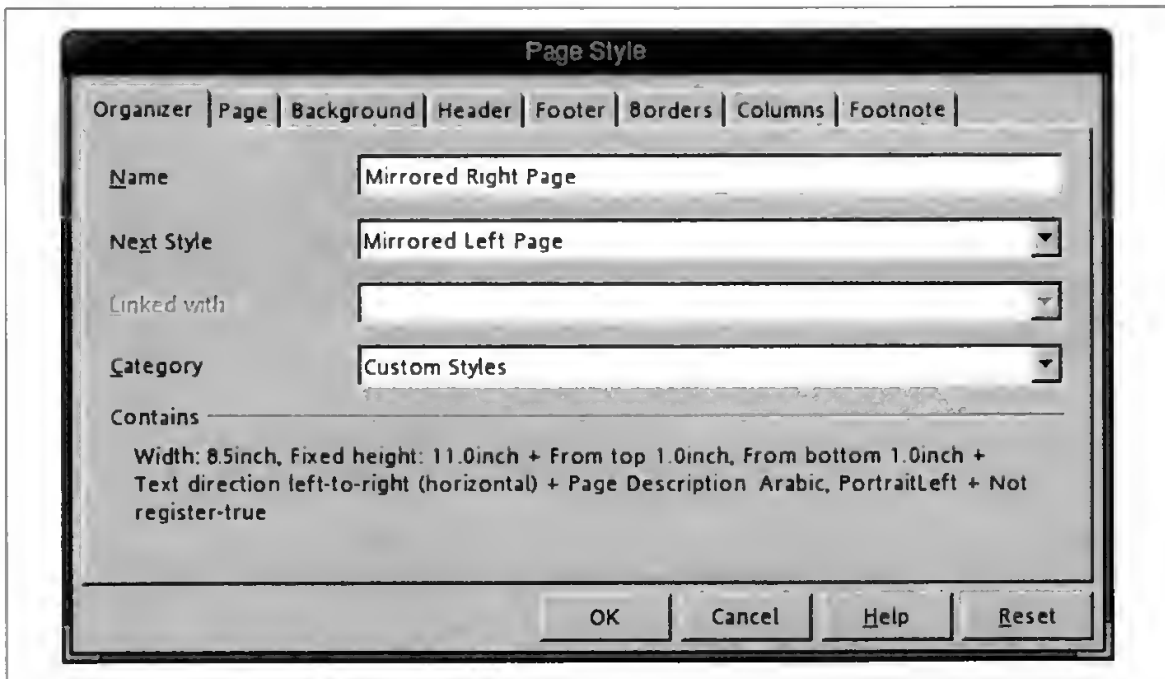 Page Style
Organizer Page Background Header Footer Borders Columns Footnote
Name Mirrored Right Page
Next Style Mirrored Left Page
Linked with
Category Custom Styles
Contains
Width: 8.5inch, Fixed height: 11.0inch + From top 1.0inch, From bottom 1.0inch +
Text direction left-to-right (horizontal) + Page Description Arabic, PortraitLeft + Not
register-true
OK Cancel Help Reset